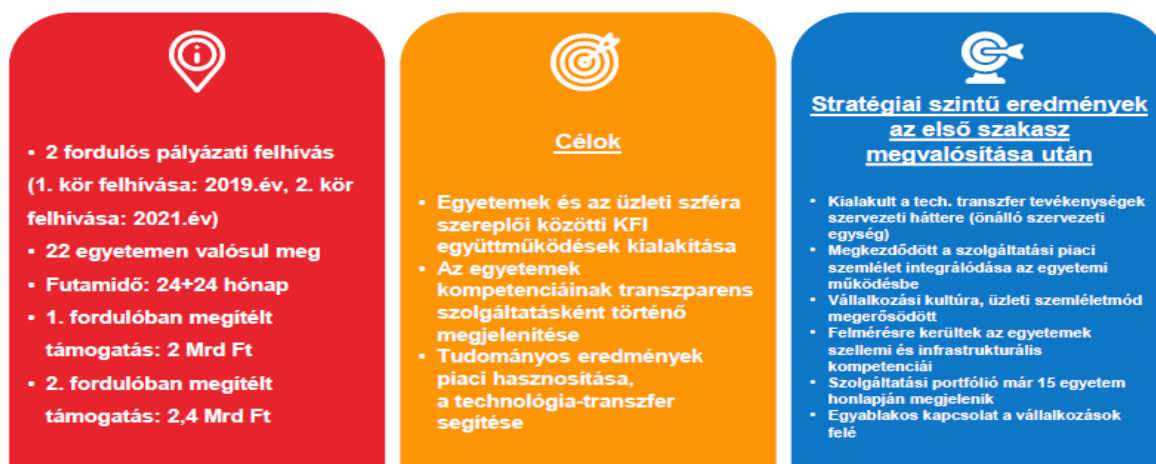 • 2 fordulós pályázati felhívás
(1. kör felhívása: 2019.év, 2. kör
felhívása: 2021.év)
• 22 egyetemen valósul meg
• Futamidő: 24+24 hónap
• 1. fordulóban megítélt
támogatás: 2 Mrd Ft
• 2. fordulóban megítélt
támogatás: 2,4 Mrd Ft
Célok
• Egyetemek és az üzleti szféra
szereplői közötti KFI
együttműködések kialakítása
• Az egyetemek
kompetenciáinak transzparens
szolgáltatásként történő
megjelenítése
• Tudományos eredmények
piaci hasznosítása,
a technológia-transzfer
segítése
Stratégiai szintű eredmények
az első szakasz
megvalósítása után
• Kialakult a tech. transzfer tevékenységek
szervezeti háttere (önálló szervezeti
egység)
• Megkezdődött a szolgáltatási piaci
szemlélet integrálódása az egyetemi
működésbe
• Vállalkozási kultúra, üzleti szemléletmód
megerősödött
• Felmérésre kerültek az egyetemek
szellemi és infrastrukturális
kompetenciái
• Szolgáltatási portfólió már 15 egyetem
honlapján megjelenik
• Egyablakos kapcsolat a vállalkozások
felé